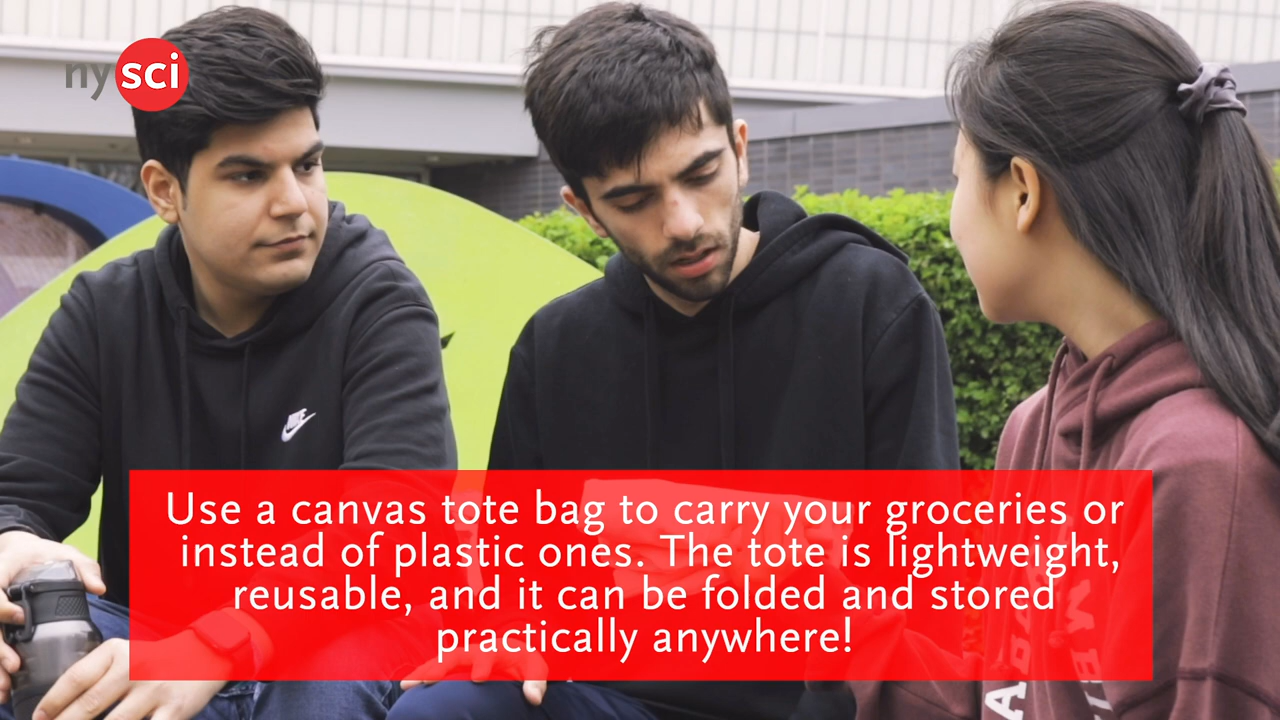 nysci
NIKE
Use a canvas tote bag to carry your groceries or
instead of plastic ones. The tote is lightweight,
reusable, and it can be folded and stored
practically anywhere!